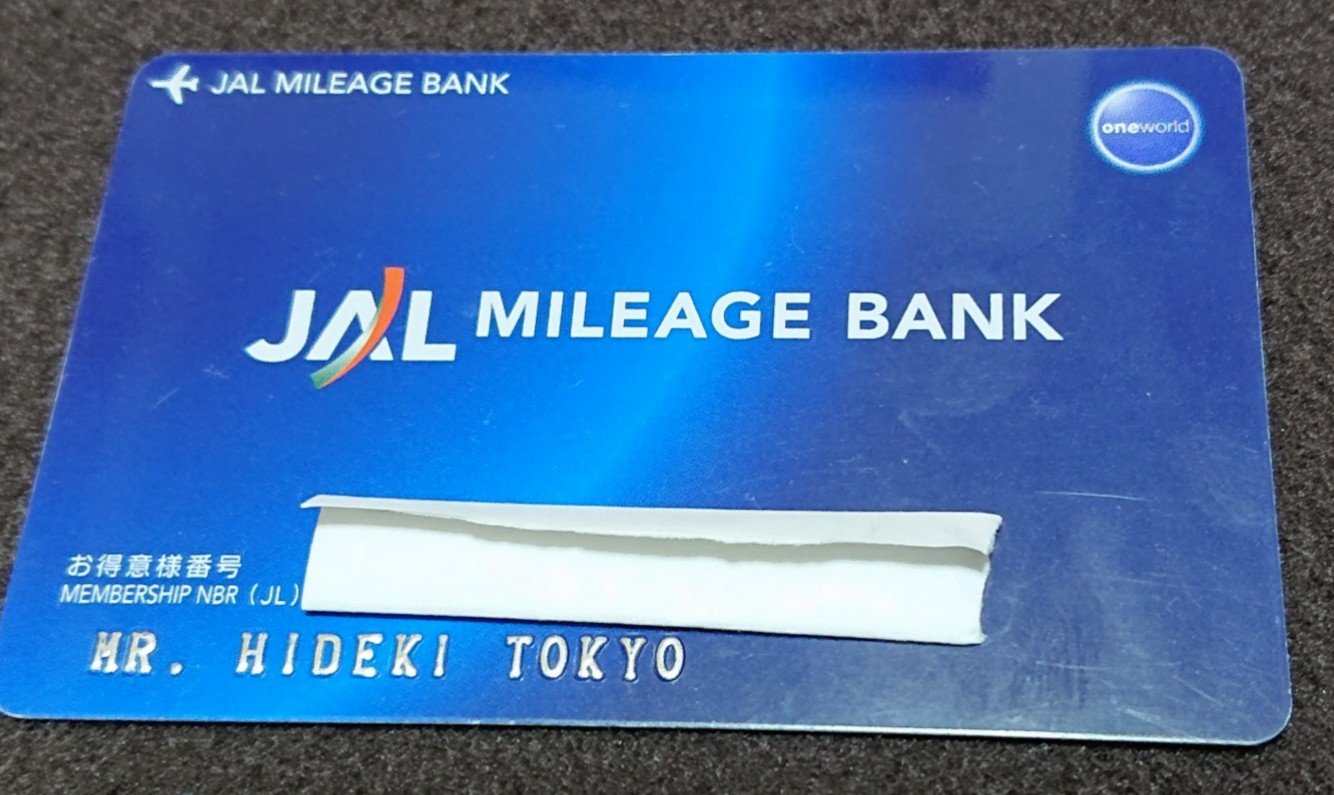 JAL MILEAGE BANK
oneworld
JAL MILEAGE BANK
お得意様番号
MEMBERSHIP NBR (JL)
MR. HIDEKI TOKYO